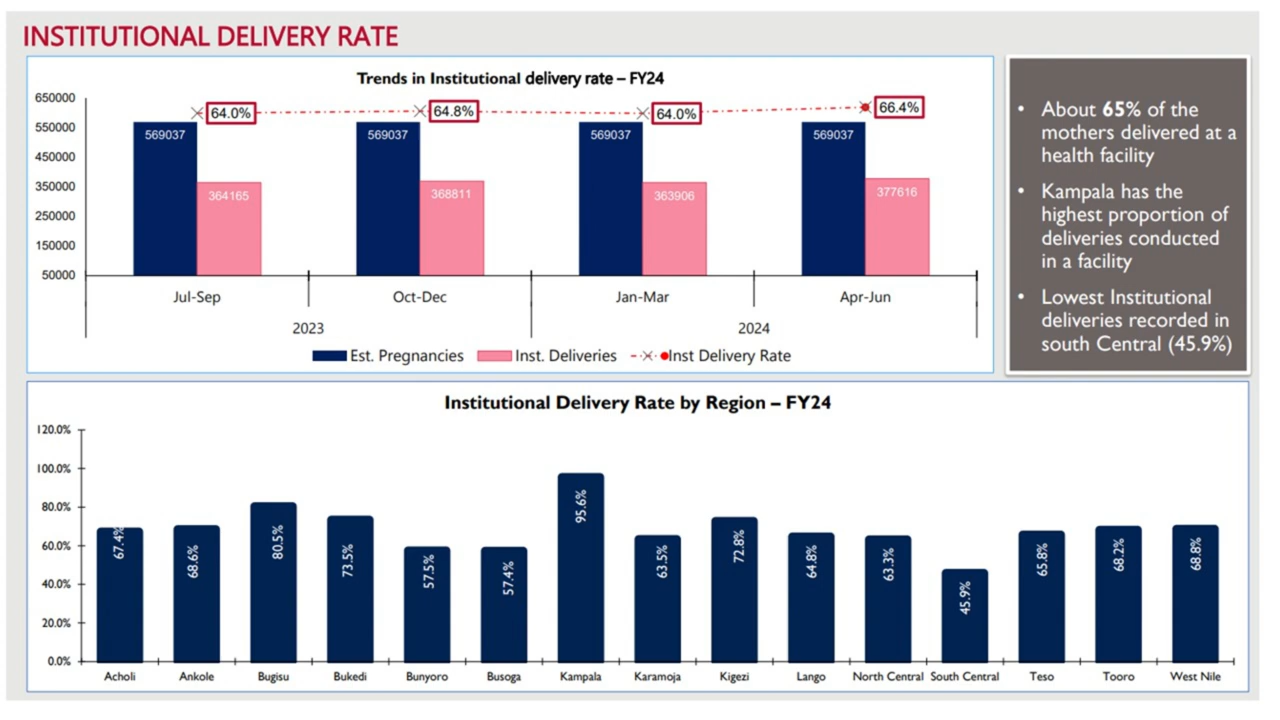 INSTITUTIONAL DELIVERY RATE
Trends in Institutional delivery rate – FY24
650000
550000
450000
350000
250000
150000
50000
64.0%
64.8%
64.0%
66.4%
569037
569037
569037
569037
364165
368811
363906
377616
Jul-Sep
Oct-Dec
Jan-Mar
Apr-Jun
2023
2024
Est. Pregnancies
Inst. Deliveries
Inst Delivery Rate
• About 65% of the
mothers delivered at a
health facility
• Kampala has the
highest proportion of
deliveries conducted
in a facility
• Lowest Institutional
deliveries recorded in
south Central (45.9%)
Institutional Delivery Rate by Region – FY24
120.0%
100.0%
80.0%
60.0%
40.0%
20.0%
0.0%
67.4%
68.6%
80.5%
73.5%
57.5%
57.4%
95.6%
63.5%
72.8%
64.8%
63.3%
45.9%
65.8%
68.2%
68.8%
Acholi
Ankole
Bugisu
Bukedi
Bunyoro
Busoga
Kampala
Karamoja
Kigezi
Lango
North Central
South Central
Teso
Tooro
West Nile